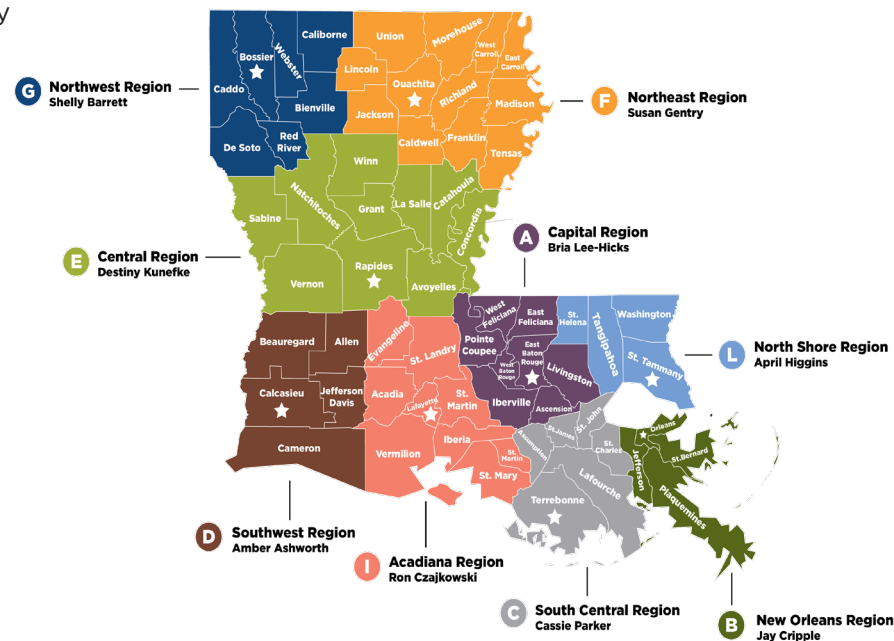 y
Caliborne
Union
Morehouse
West
Carroll
East
Carroll
Bossier
Webster
Lincoln
Ouachita
Richland
Madison
Caddo
Bienville
Jackson
G
Northwest Region
Shelly Barrett
F
Northeast Region
Susan Gentry
De Soto
Red
River
Caldwell
Franklin
Tensas
Winn
Natchitoches
Grant
La Salle
Catahoula
Concordia
Sabine
A
Capital Region
Bria Lee-Hicks
E
Central Region
Destiny Kunefke
Vernon
Rapides
Avoyelles
Beauregard
Allen
Evangeline
St. Landry
Pointe
Coupee
West
Feliciana
East
Feliciana
St.
Helena
Tangipahoa
Washington
St. Tammany
L
North Shore Region
April Higgins
West
Baton
Rouge
East
Baton
Rouge
Livingston
Calcasieu
Jefferson
Davis
Acadia
Lafayette
St.
Martin
Iberville
Ascension
Cameron
Vermilion
Iberia
St.
Martin
St. Mary
Assumption
St.James
St. John
St.
Charles
Lafourche
Terrebonne
Orleans
Jefferson
St.Bernard
Plaquemines
D
Southwest Region
Amber Ashworth
I
Acadiana Region
Ron Czajkowski
C
South Central Region
Cassie Parker
B
New Orleans Region
Jay Cripple